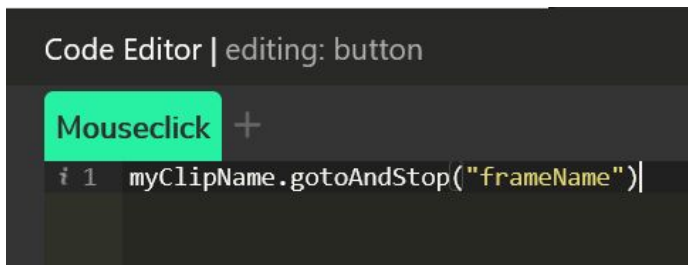 Code Editor | editing: button
Mouseclick +
i 1 myClipName.gotoAndStop("frameName")